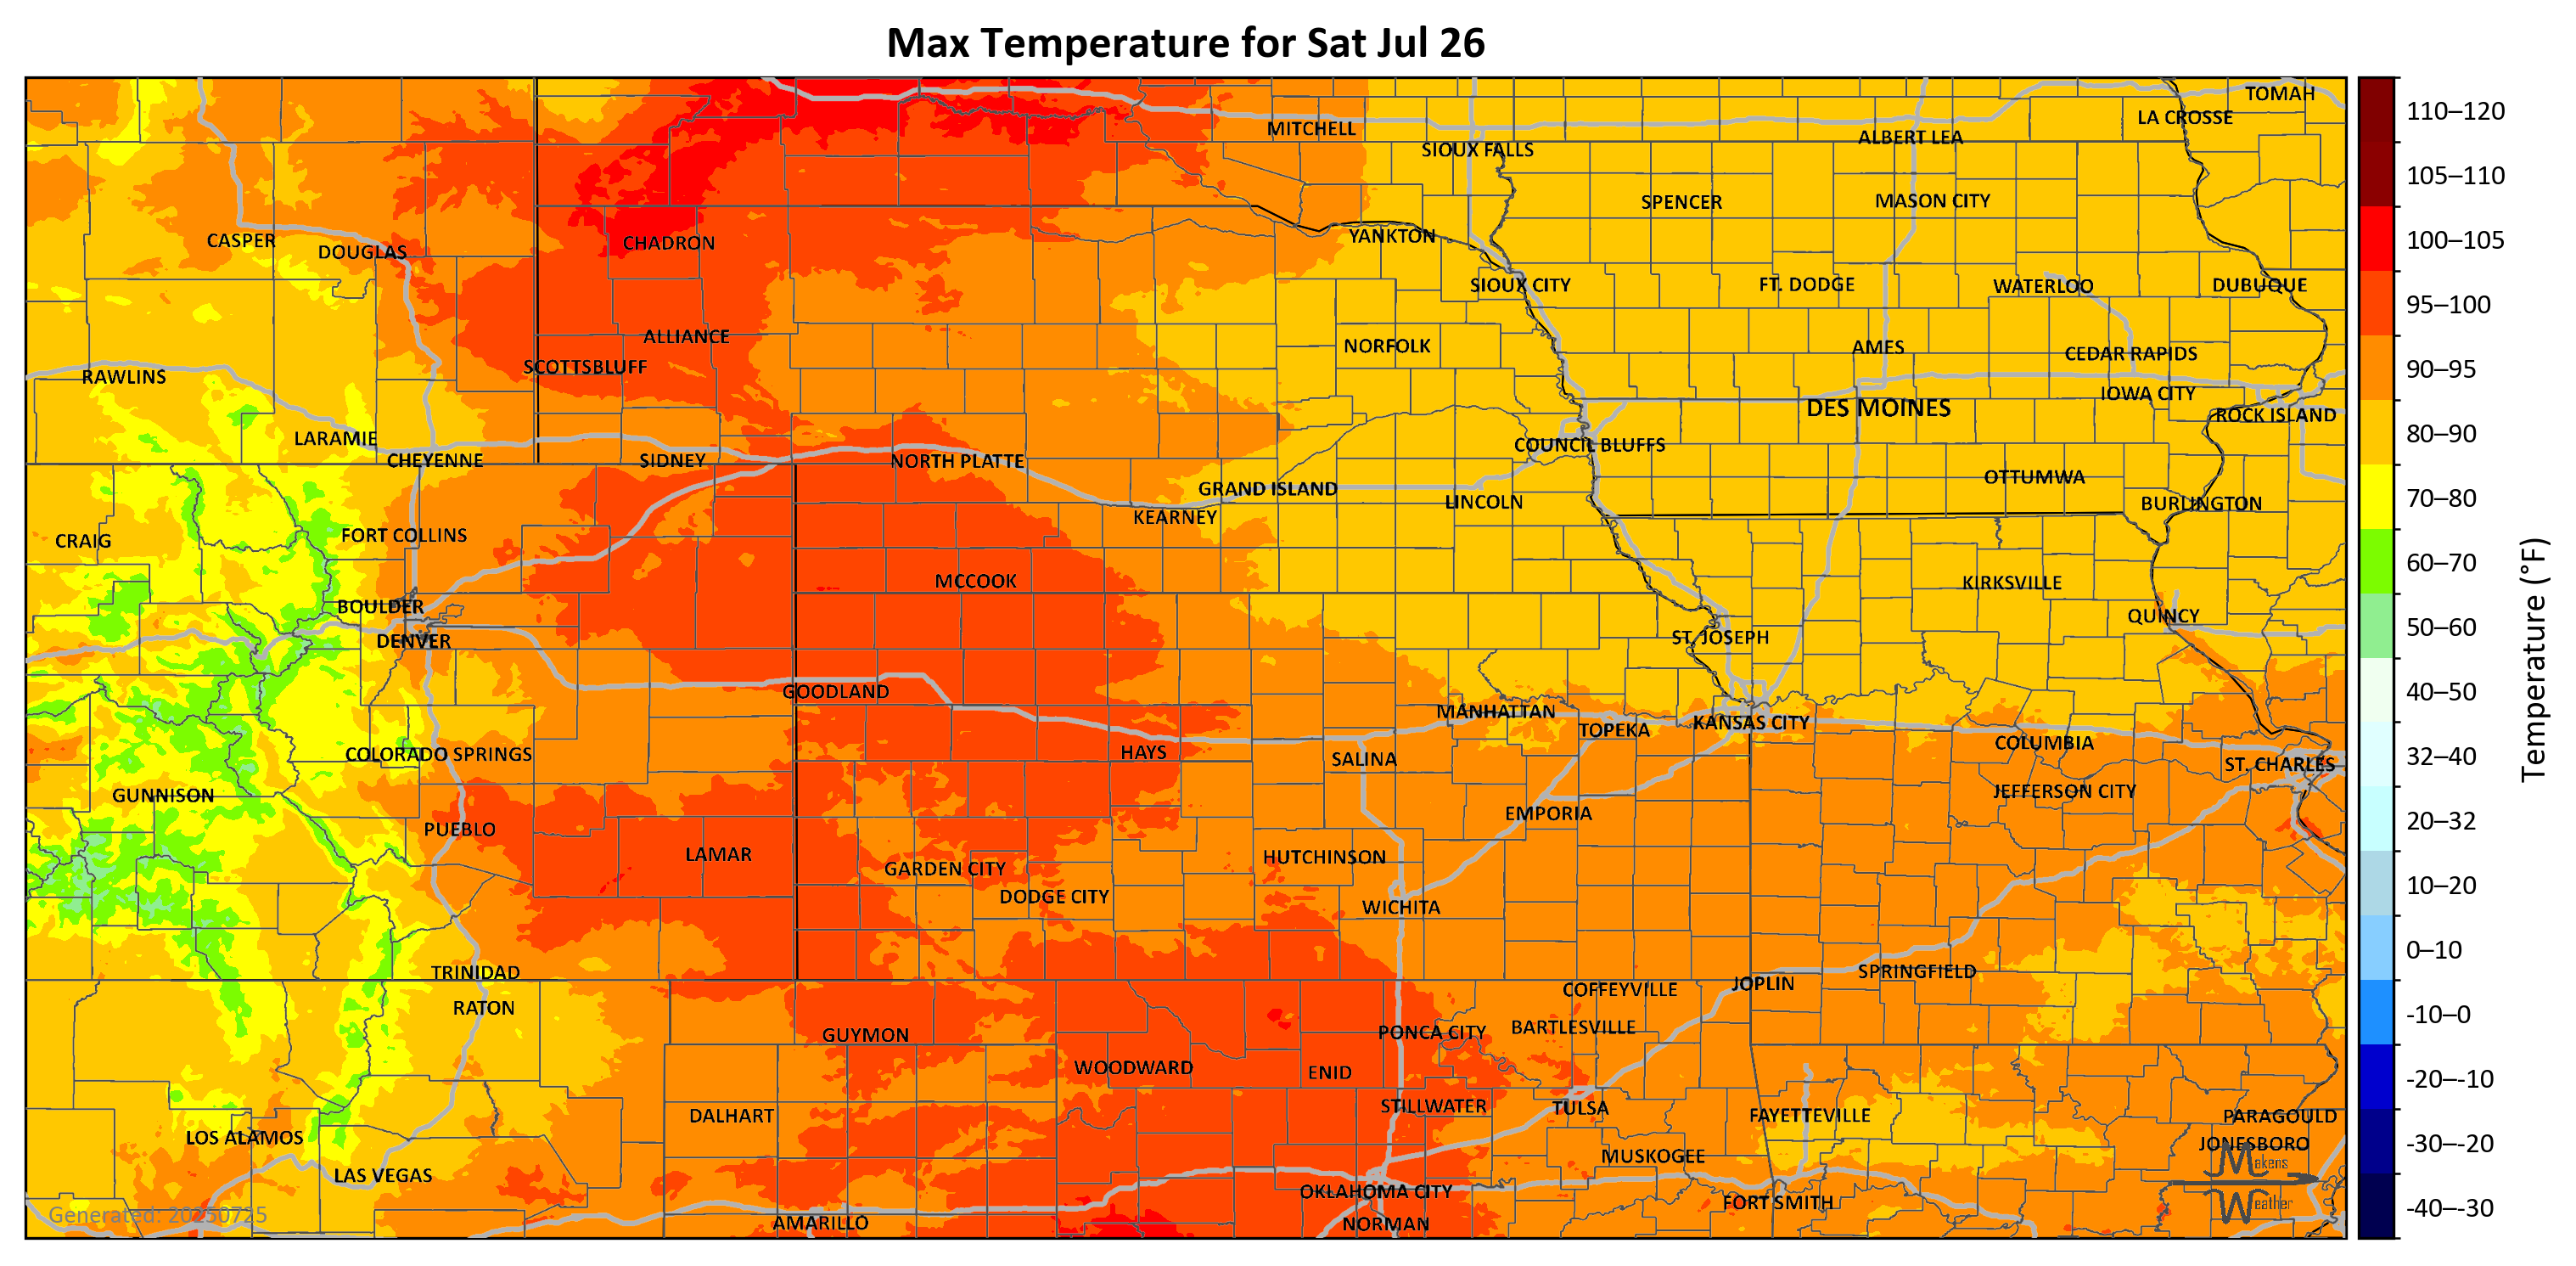 Max Temperature for Sat Jul 26
TOMAH
LA CROSSE
MITCHELL
ALBERT LEA
SIOUX FALLS
SPENCER
MASON CITY
CASPER
DOUGLAS
CHADRON
YANKTON
SIOUX CITY
FT. DODGE
WATERLOO
DUBUQUE
ALLIANCE
NORFOLK
AMES
CEDAR RAPIDS
SCOTTSBLUFF
RAWLINS
IOWA CITY
DES MOINES
ROCK ISLAND
LARAMIE
COUNCIL BLUFFS
CHEYENNE
SIDNEY
NORTH PLATTE
OTTUMWA
GRAND ISLAND
LINCOLN
BURLINGTON
KEARNEY
FORT COLLINS
CRAIG
MCCOOK
KIRKSVILLE
BOULDER
QUINCY
DENVER
ST. JOSEPH
GOODLAND
MANHATTAN
KANSAS CITY
TOPEKA
COLUMBIA
COLORADO SPRINGS
HAYS
SALINA
ST. CHARLES
GUNNISON
JEFFERSON CITY
EMPORIA
PUEBLO
LAMAR
HUTCHINSON
GARDEN CITY
DODGE CITY
WICHITA
TRINIDAD
SPRINGFIELD
JOPLIN
COFFEYVILLE
RATON
BARTLESVILLE
PONCA CITY
GUYMON
WOODWARD
ENID
STILLWATER
TULSA
DALHART
FAYETTEVILLE
PARAGOULD
LOS ALAMOS
JONESBORO
MUSKOGEE
LAS VEGAS
OKLAHOMA CITY
FORT SMITH
AMARILLO
NORMAN
Generated: 20250725
Makens
Weather
110–120
105–110
100–105
95–100
90–95
80–90
70–80
60–70
50–60
40–50
32–40
20–32
10–20
0–10
-10–0
-20–-10
-30–-20
-40–-30
Temperature (°F)